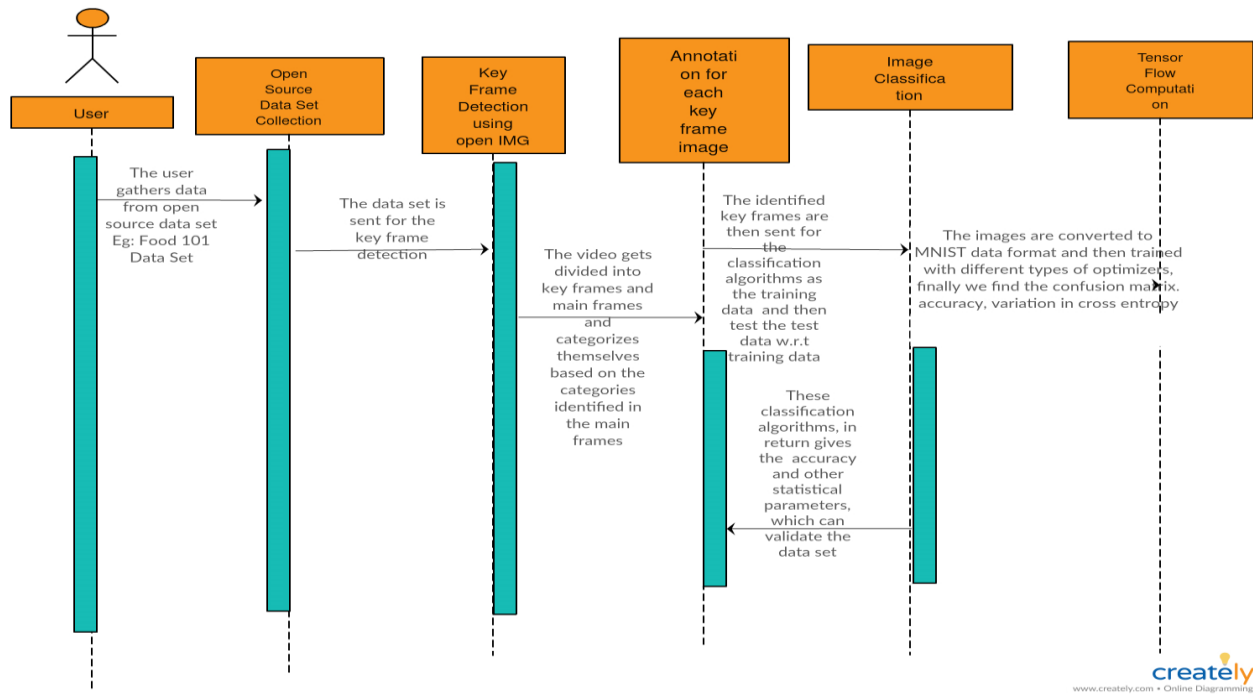 User
Open
Source
Data Set
Collection
Key
Frame
Detection
using
open IMG
Annotati
on for
each
key
frame
image
Image
Classifica
tion
Tensor
Flow
Computati
on
The user
gathers data
from open
source data set
Eg: Food 101
Data Set
The data set is
sent for the
key frame
detection
The video gets
divided into
key frames and
main frames
and
categorizes
themselves
based on the
categories
identified in
the main
frames
The identified
key frames are
then sent for
the
classification
algorithms as
the training
data and then
test the test
data w.r.t
training data
The images are converted to
MNIST data format and then trained
with different types of optimizers,
finally we find the confusion matrix.
accuracy, variation in cross entropy
These
classification
algorithms, in
return gives
the accuracy
and other
statistical
parameters,
which can
validate the
data set
creately
www.creately.com • Online Diagramming